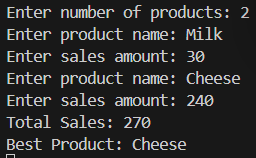 Enter number of products: 2
Enter product name: Milk
Enter sales amount: 30
Enter product name: Cheese
Enter sales amount: 240
Total Sales: 270
Best Product: Cheese